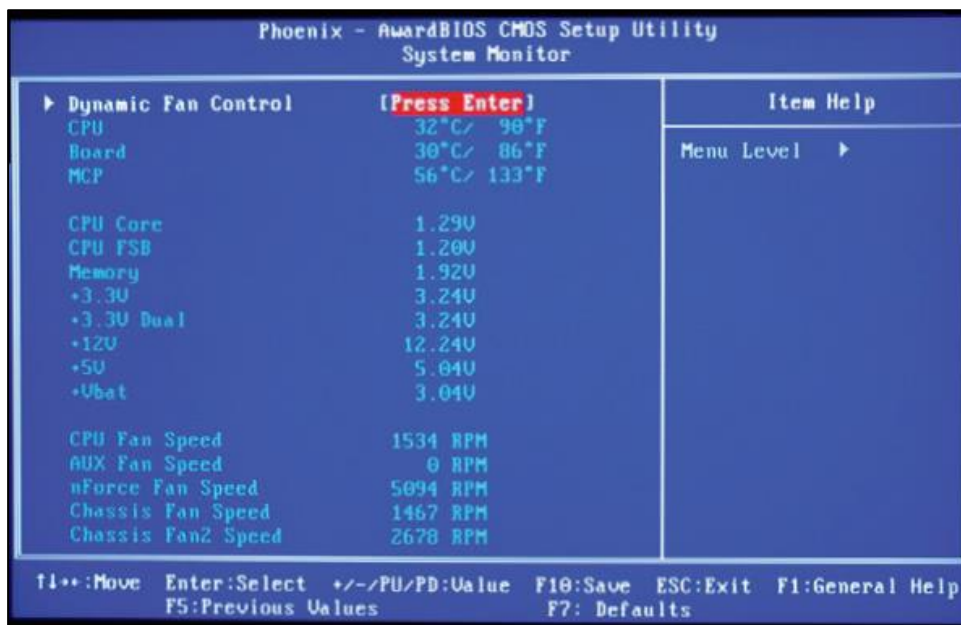 Phoenix - AwardBIOS CMOS Setup Utility
System Monitor
▶ Dynamic Fan Control [Press Enter]
Item Help
CPU 32°C/ 90°F
Board 30°C/ 86°F
Menu Level ▶
MCP 56°C/ 133°F
CPU Core 1.29V
CPU FSB 1.20V
Memory 1.92V
+3.3V 3.24V
+3.3V Dual 3.24V
+12V 12.24V
+5V 5.04V
+Vbat 3.04V
CPU Fan Speed 1534 RPM
AUX Fan Speed 0 RPM
nForce Fan Speed 5094 RPM
Chassis Fan Speed 1467 RPM
Chassis Fan2 Speed 2678 RPM
↑↓→←:Move Enter:Select +/-/PU/PD:Value F10:Save ESC:Exit F1:General Help
F5:Previous Values F7: Defaults